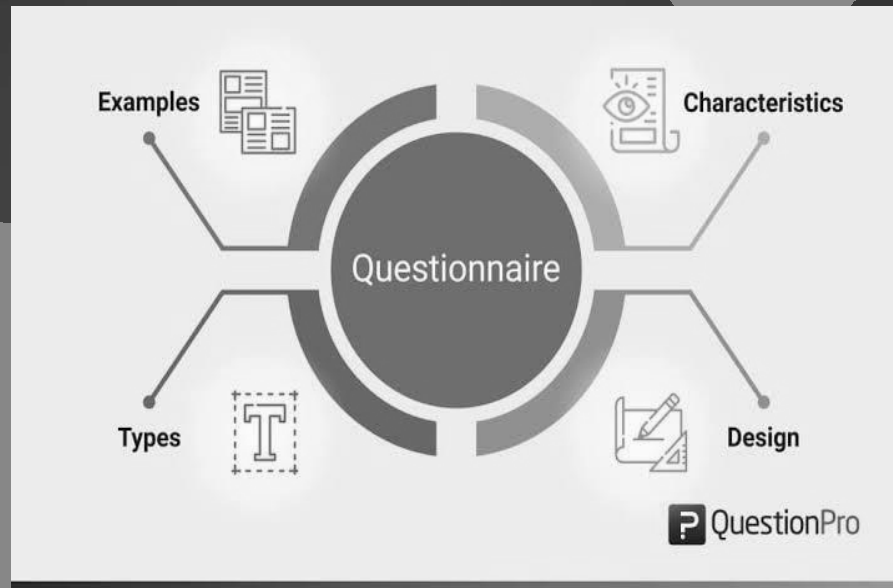 Examples
Characteristics
Questionnaire
Types
Design
QuestionPro